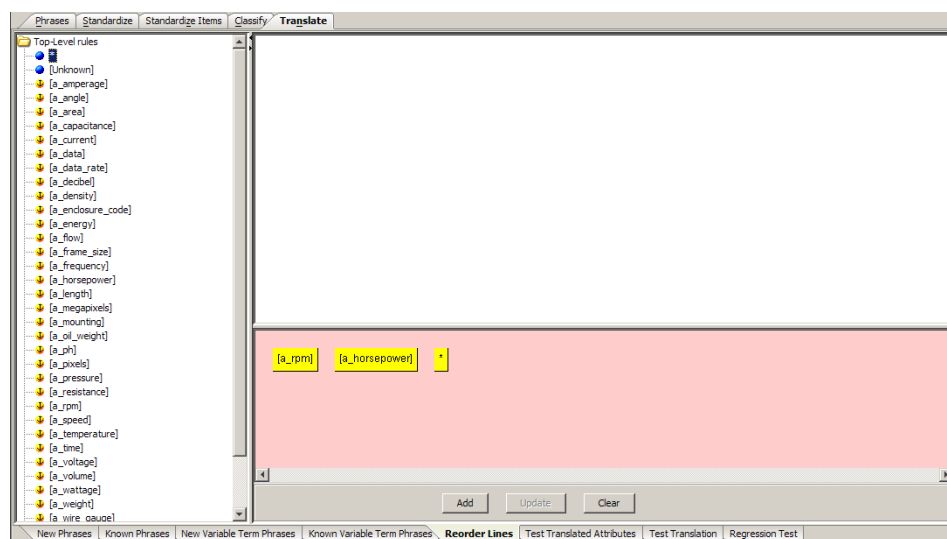 Phrases Standardize Standardize Items Classify Translate
Top-Level rules
*
[Unknown]
[a_amperage]
[a_angle]
[a_area]
[a_capacitance]
[a_current]
[a_data]
[a_data_rate]
[a_decibel]
[a_density]
[a_enclosure_code]
[a_energy]
[a_flow]
[a_frame_size]
[a_frequency]
[a_horsepower]
[a_length]
[a_megapixels]
[a_mounting]
[a_oil_weight]
[a_ph]
[a_pixels]
[a_pressure]
[a_resistance]
[a_rpm]
[a_speed]
[a_temperature]
[a_time]
[a_voltage]
[a_volume]
[a_wattage]
[a_weight]
[a_wire_gauge]
[a_rpm] [a_horsepower] *
Add Update Clear
New Phrases Known Phrases New Variable Term Phrases Known Variable Term Phrases Reorder Lines Test Translated Attributes Test Translation Regression Test